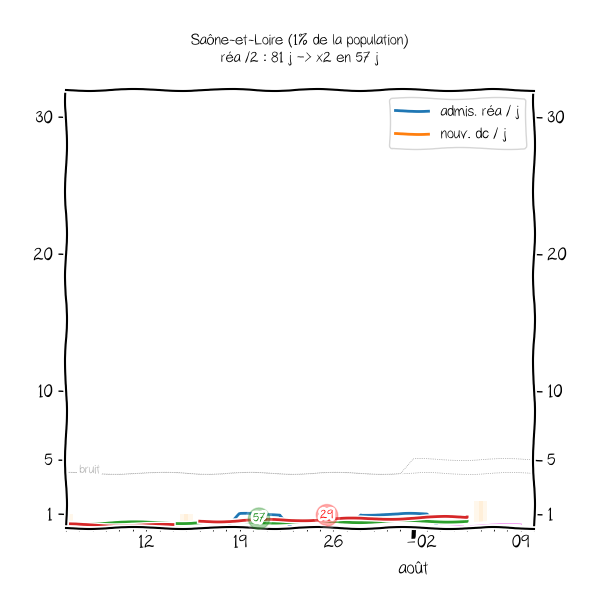 Saône-et-Loire (1% de la population)
réa /2 : 81 j -> x2 en 57 j
admis. réa / j
nouv. dc / j
30
30
20
20
10
10
5
5
bruit
1
57
29
1
12
19
26
02
09
août